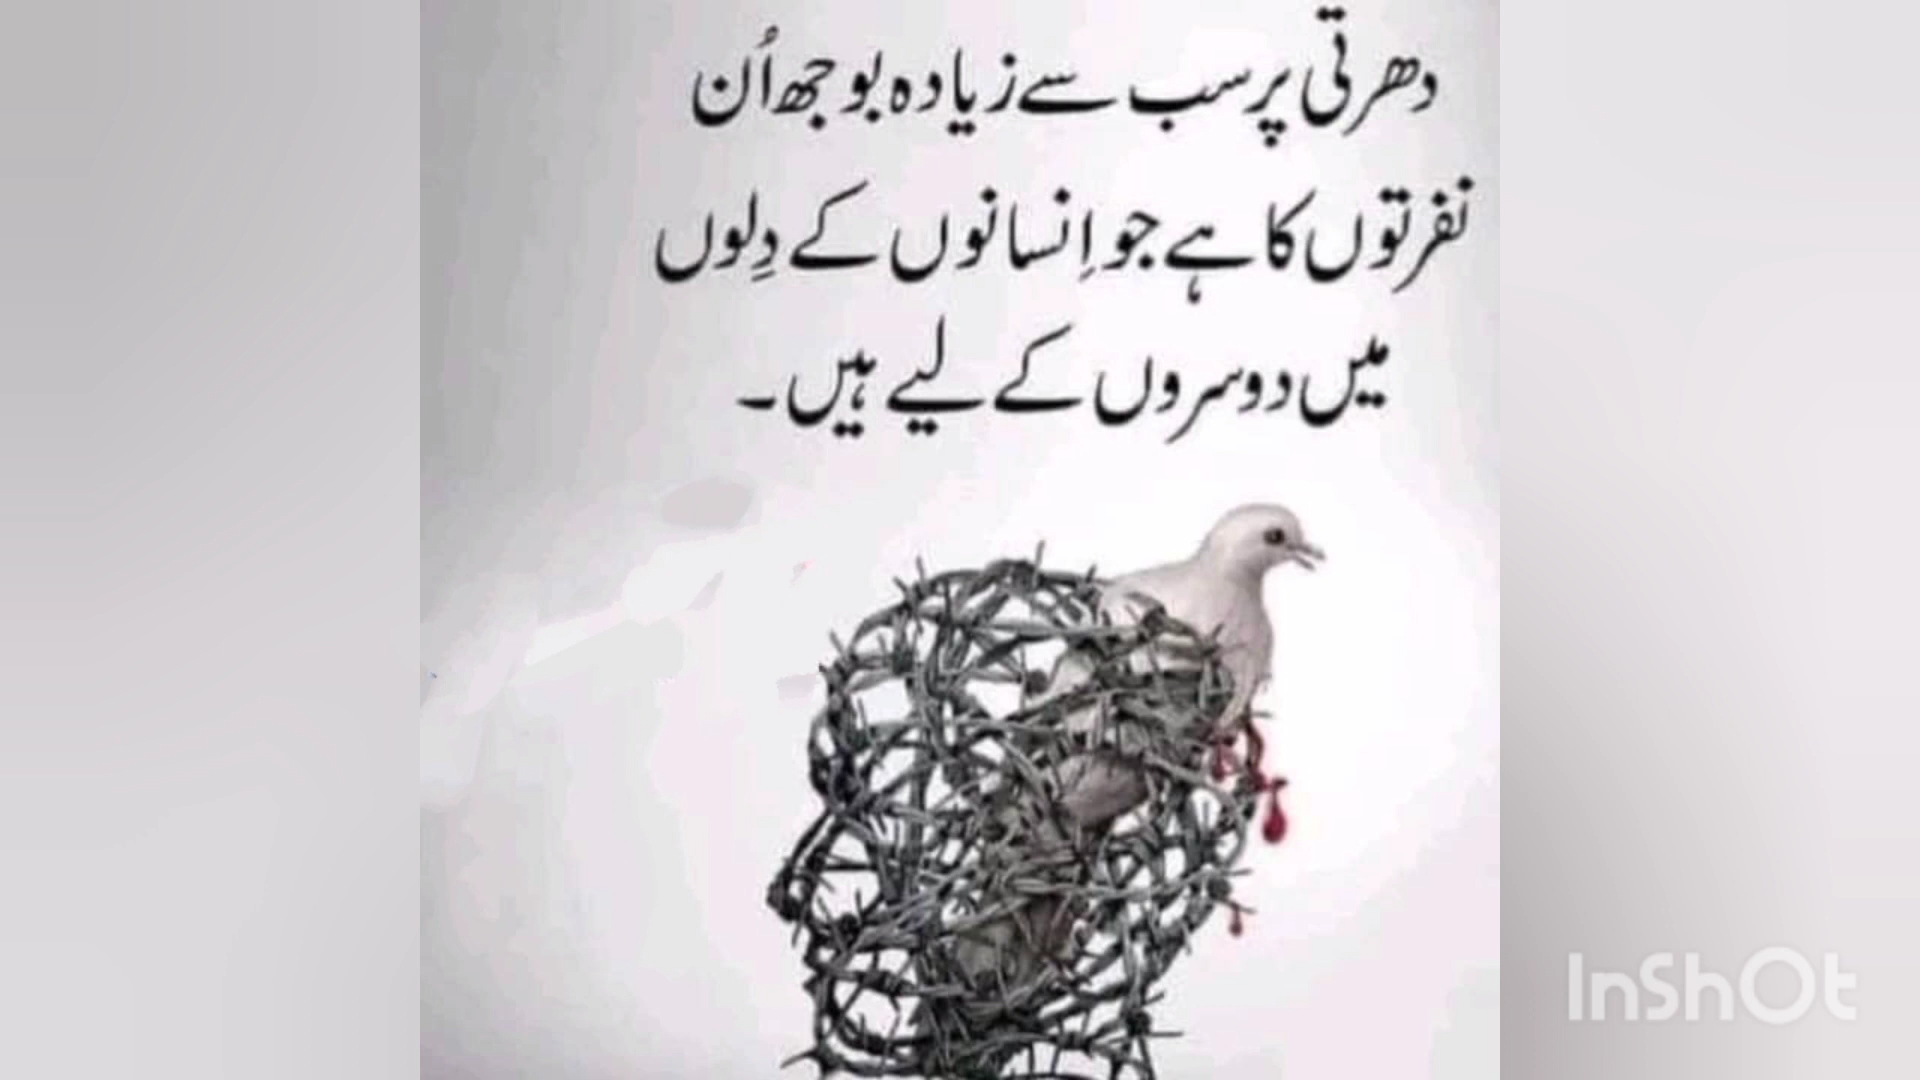 دھرتی پر سب سے زیادہ بوجھ اُن
نفرتوں کا ہے جو اِنسانوں کے دِلوں
میں دوسروں کے لیے ہیں۔
InShOt